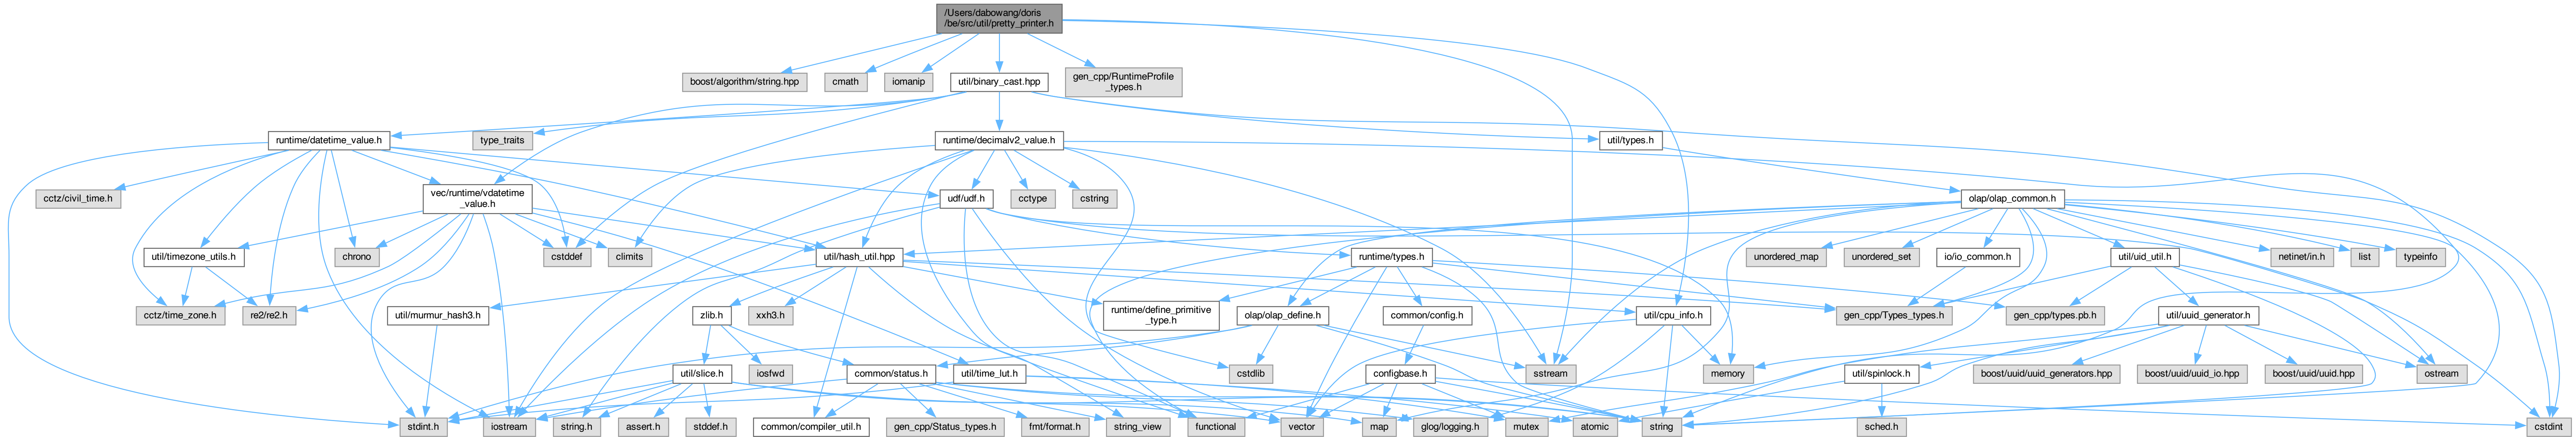 /Users/dabowang/doris
/be/src/util/pretty_printer.h
boost/algorithm/string.hpp
cmath
iomanip
util/binary_cast.hpp
gen_cpp/RuntimeProfile
_types.h
runtime/datetime_value.h
type_traits
runtime/decimalv2_value.h
util/types.h
cctz/civil_time.h
vec/runtime/vdatetime
_value.h
udf/udf.h
cctype
cstring
olap/olap_common.h
util/timezone_utils.h
chrono
cstddef
climits
util/hash_util.hpp
runtime/types.h
unordered_map
unordered_set
io/io_common.h
util/uid_util.h
netinet/in.h
list
typeinfo
cctz/time_zone.h
re2/re2.h
util/murmur_hash3.h
zlib.h
xxh3.h
runtime/define_primitive
_type.h
olap/olap_define.h
common/config.h
util/cpu_info.h
gen_cpp/Types_types.h
gen_cpp/types.pb.h
util/uuid_generator.h
util/slice.h
iosfwd
common/status.h
util/time_lut.h
cstdlib
configbase.h
sstream
memory
util/spinlock.h
boost/uuid/uuid_generators.hpp
boost/uuid/uuid_io.hpp
boost/uuid/uuid.hpp
ostream
stdint.h
iostream
string.h
assert.h
stddef.h
common/compiler_util.h
gen_cpp/Status_types.h
fmt/format.h
string_view
functional
vector
map
glog/logging.h
mutex
atomic
string
sched.h
cstdint